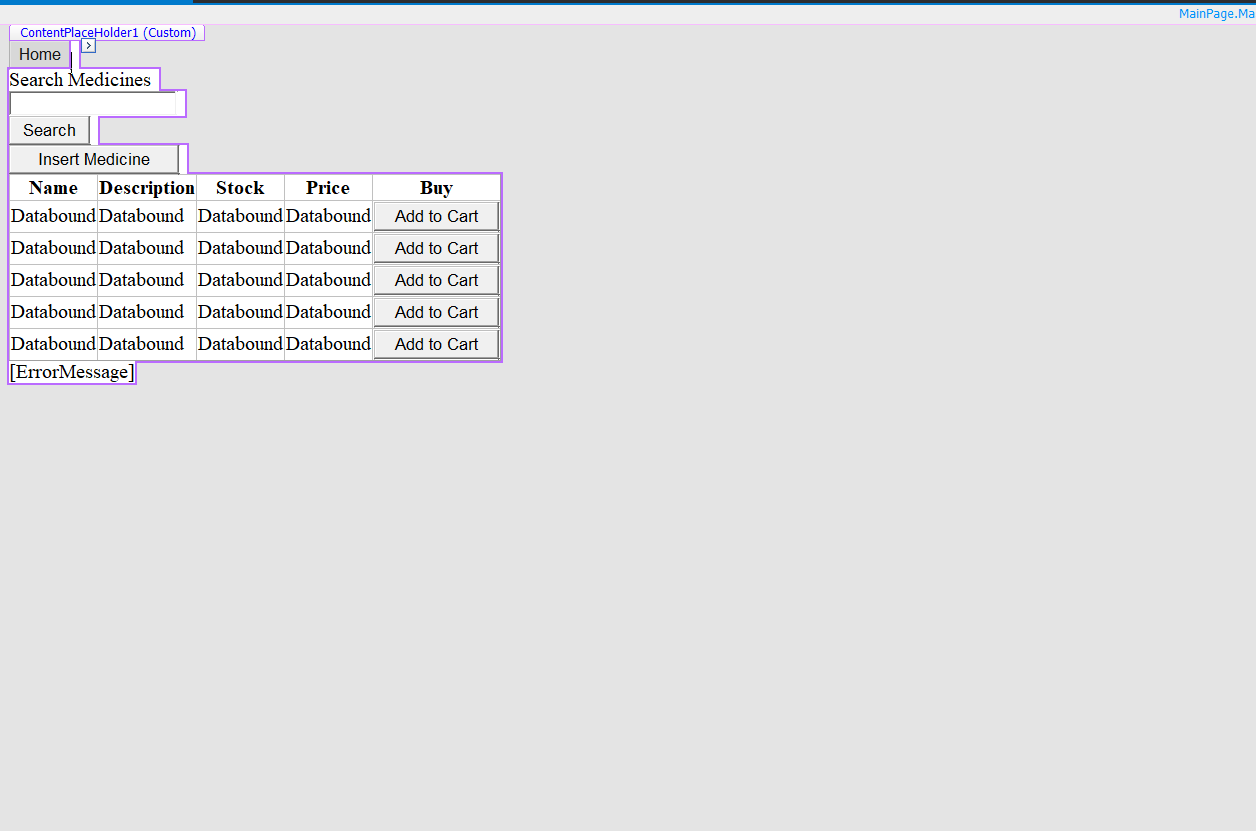 MainPage.Ma
ContentPlaceHolder1 (Custom)
Home
Search Medicines
Search
Insert Medicine
Name Description Stock Price Buy
Databound Databound Databound Databound Add to Cart
Databound Databound Databound Databound Add to Cart
Databound Databound Databound Databound Add to Cart
Databound Databound Databound Databound Add to Cart
Databound Databound Databound Databound Add to Cart
[ErrorMessage]